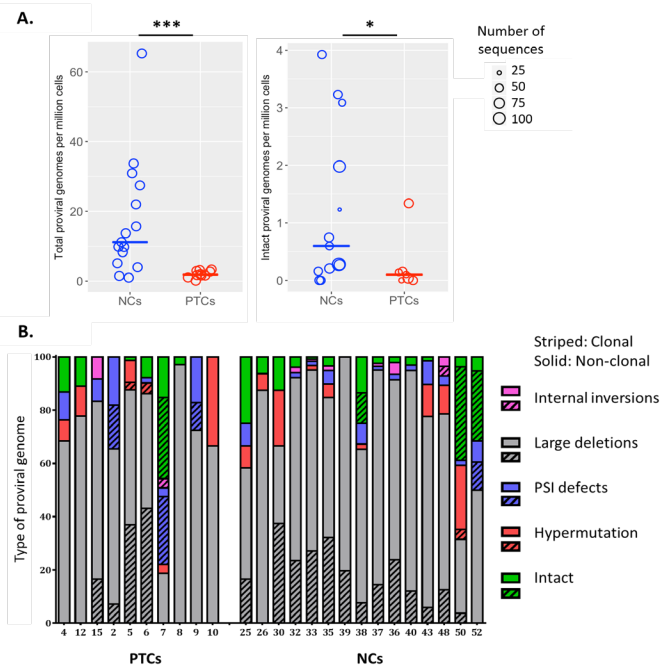 A.
***
*
Number of
sequences
25
50
75
100
Total proviral genomes per million cells
60
40
20
0
NCs
PTCs
Intact proviral genomes per million cells
4
3
2
1
0
NCs
PTCs
B.
Type of proviral genome
100
80
60
40
20
0
4 12 15 2 5 6 7 8 9 10
25 26 30 32 33 35 39 38 37 36 40 43 48 50 52
PTCs
NCs
Striped: Clonal
Solid: Non-clonal
Internal inversions
Large deletions
PSI defects
Hypermutation
Intact